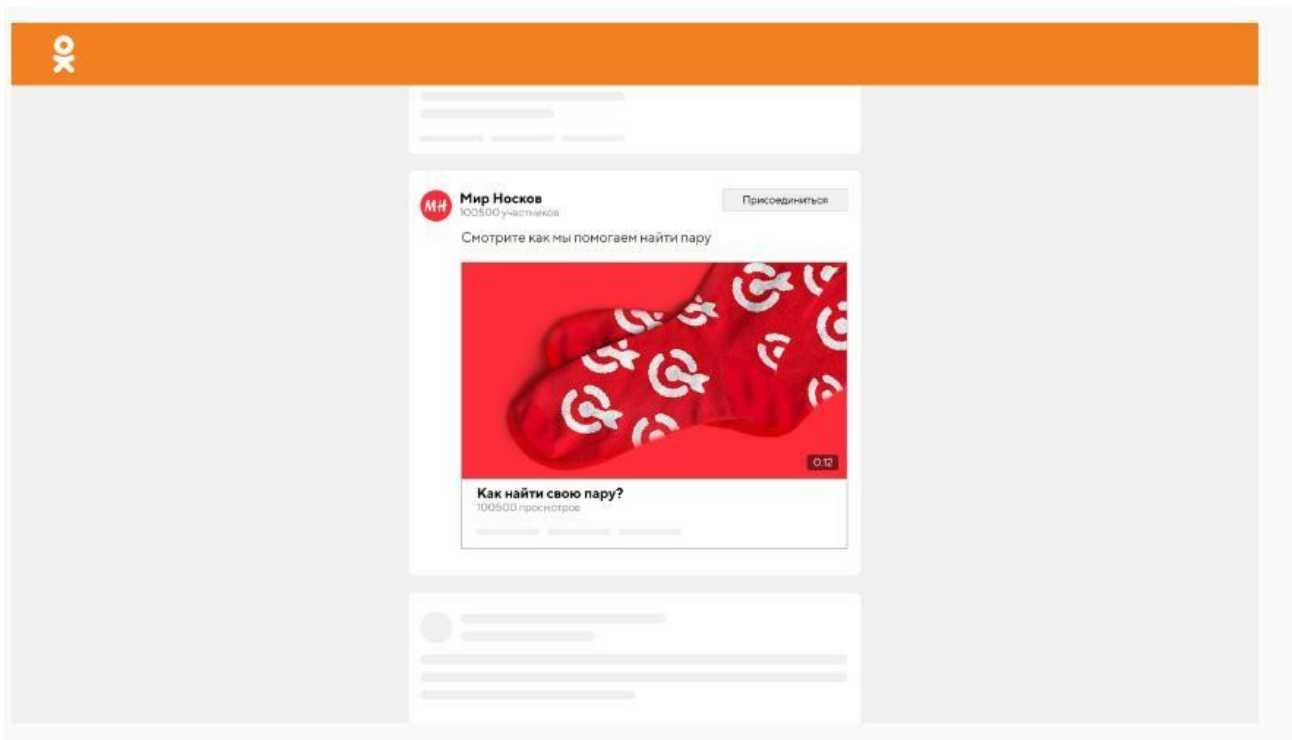 МН
Мир Носков
100500 участников
Присоединиться
Смотрите как мы помогаем найти пару
0:12
Как найти свою пару?
100500 просмотров